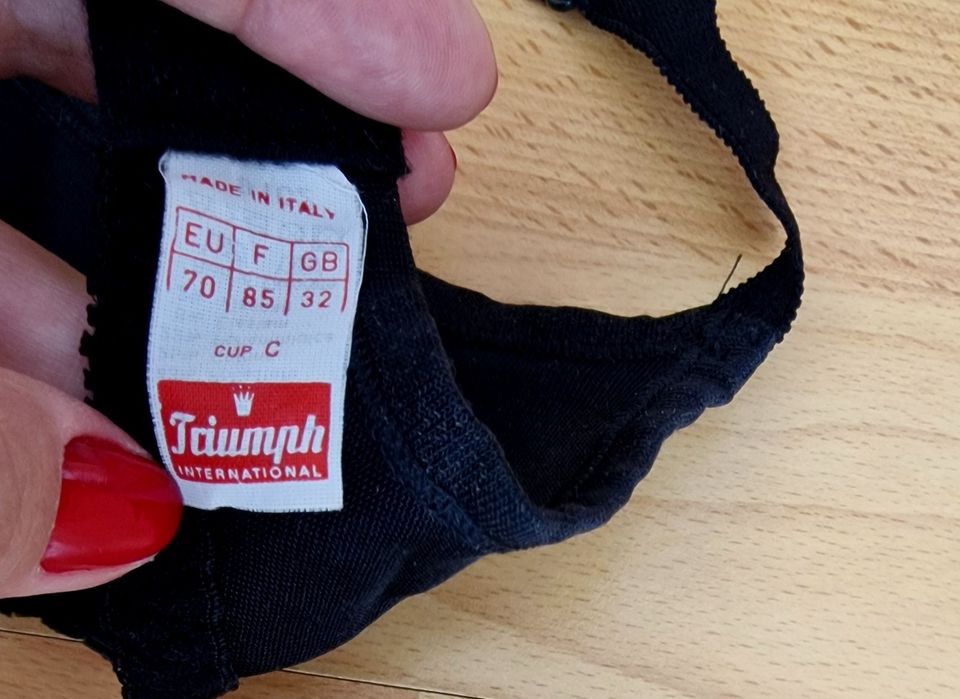 MADE IN ITALY
EU F GB
70 85 32
CUP C
Triumph
INTERNATIONAL